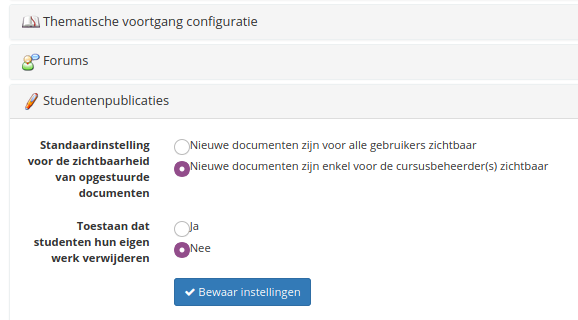 Thematische voortgang configuratie
Forums
Studentenpublicaties
Standaardinstelling
voor de zichtbaarheid
van opgestuurde
documenten
Nieuwe documenten zijn voor alle gebruikers zichtbaar
Nieuwe documenten zijn enkel voor de cursusbeheerder(s) zichtbaar
Toestaan dat
studenten hun eigen
werk verwijderen
Ja
Nee
Bewaar instellingen